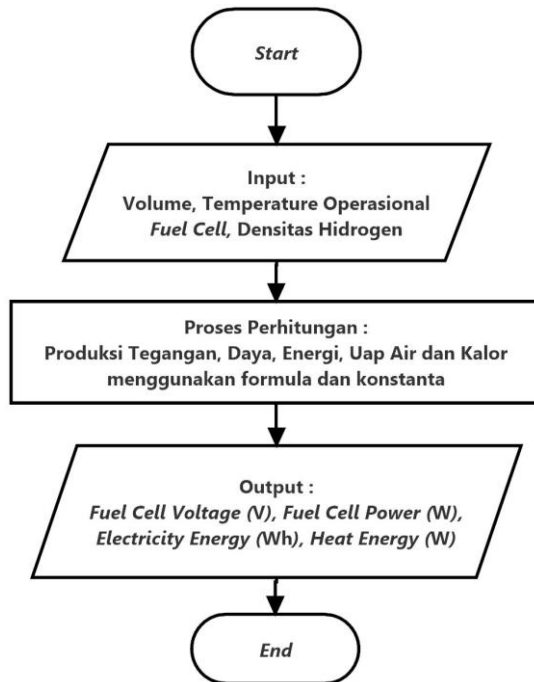 Start
Input :
Volume, Temperature Operasional
Fuel Cell, Densitas Hidrogen
Proses Perhitungan :
Produksi Tegangan, Daya, Energi, Uap Air dan Kalor
menggunakan formula dan konstanta
Output :
Fuel Cell Voltage (V), Fuel Cell Power (W),
Electricity Energy (Wh), Heat Energy (W)
End